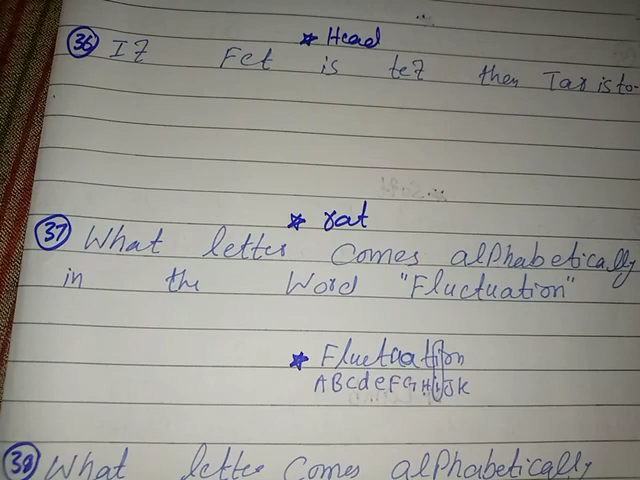 * Head
36 IF Fet is teF then Tar is to-
* rat
37 What letter Comes alphabetically
in the Word "Fluctuation"
* Fluctuation
ABCdeFGHIJK
38 What letter Comes alphabetically